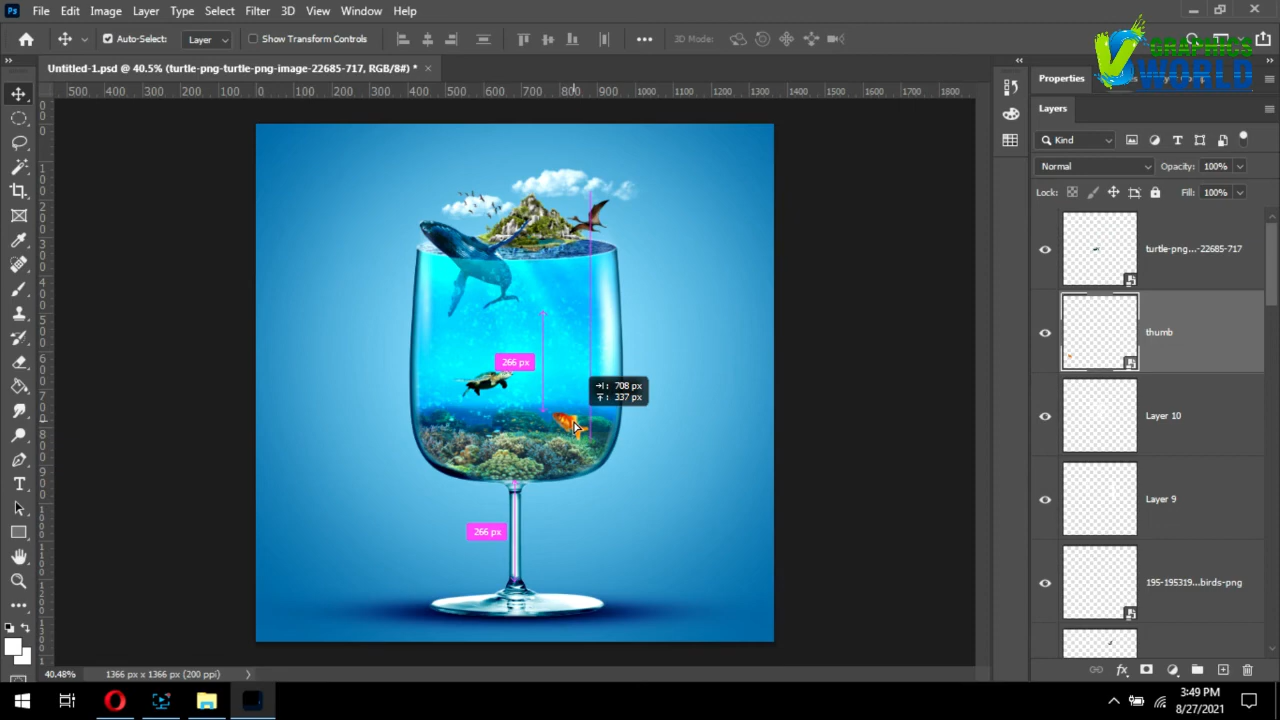 Ps File Edit Image Layer Type Select Filter 3D View Window Help
Auto-Select: Layer Show Transform Controls 3D Mode:
V GRAPHICS WORLD
Untitled-1.psd @ 40.5% (turtle-png-turtle-png-image-22685-717, RGB/8#) *
500 400 300 200 100 0 100 200 300 400 500 600 700 800 900 1000 1100 1200 1300 1400 1500 1600 1700 1800
Properties
Layers
Kind
Normal Opacity: 100%
Lock: Fill: 100%
turtle-png...-22685-717
thumb
Layer 10
Layer 9
195-195319...birds-png
266 px
708 px
337 px
266 px
40.48% 1366 px x 1366 px (200 ppi)
3:49 PM
8/27/2021